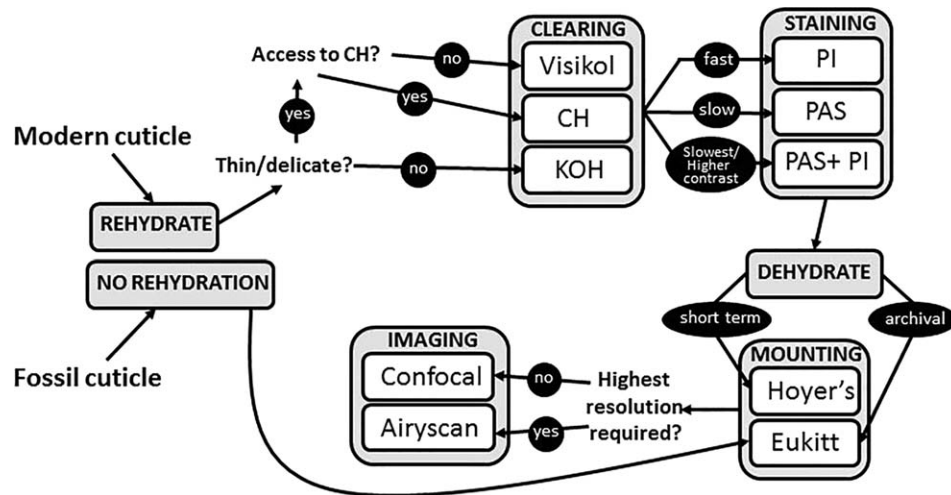 CLEARING
STAINING
Access to CH?
no
Visikol
fast
PI
yes
CH
slow
PAS
yes
Modern cuticle
Thin/delicate?
no
KOH
Slowest/
Higher
contrast
PAS+ PI
REHYDRATE
NO REHYDRATION
DEHYDRATE
short term
archival
IMAGING
MOUNTING
Confocal
no
Highest
resolution
required?
Hoyer's
Fossil cuticle
Airyscan
yes
Eukitt